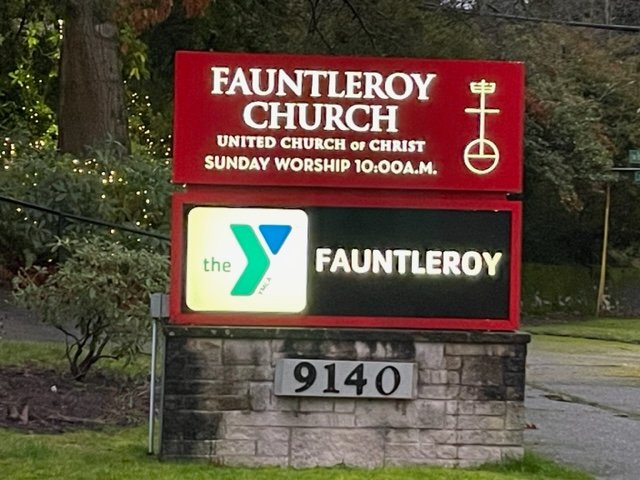 FAUNTLEROY
CHURCH
UNITED CHURCH OF CHRIST
SUNDAY WORSHIP 10:00A.M.
the Y YMCA
FAUNTLEROY
9140